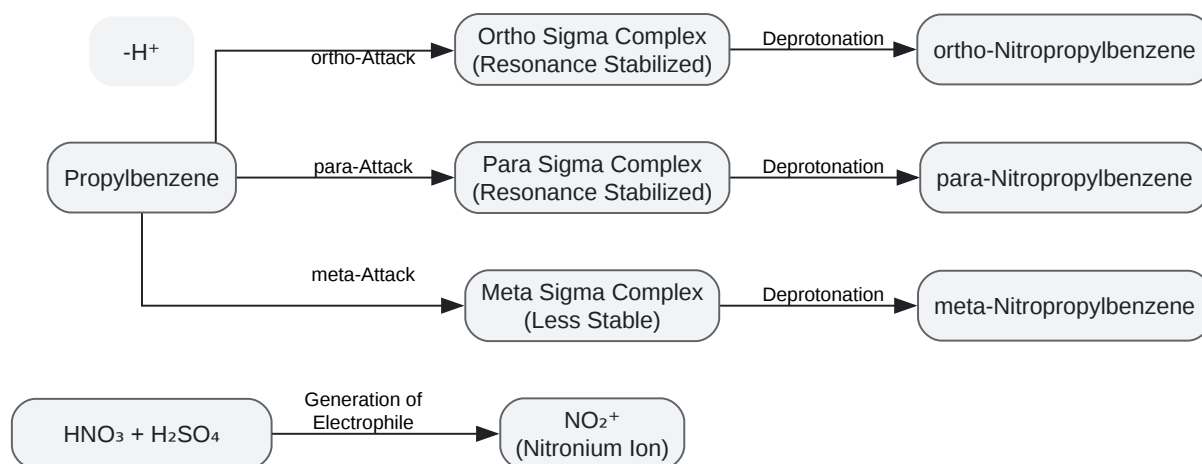 -H⁺
ortho-Attack
Ortho Sigma Complex
(Resonance Stabilized)
Deprotonation
ortho-Nitropropylbenzene
Propylbenzene
para-Attack
Para Sigma Complex
(Resonance Stabilized)
Deprotonation
para-Nitropropylbenzene
meta-Attack
Meta Sigma Complex
(Less Stable)
Deprotonation
meta-Nitropropylbenzene
HNO₃ + H₂SO₄
Generation of
Electrophile
NO₂⁺
(Nitronium Ion)